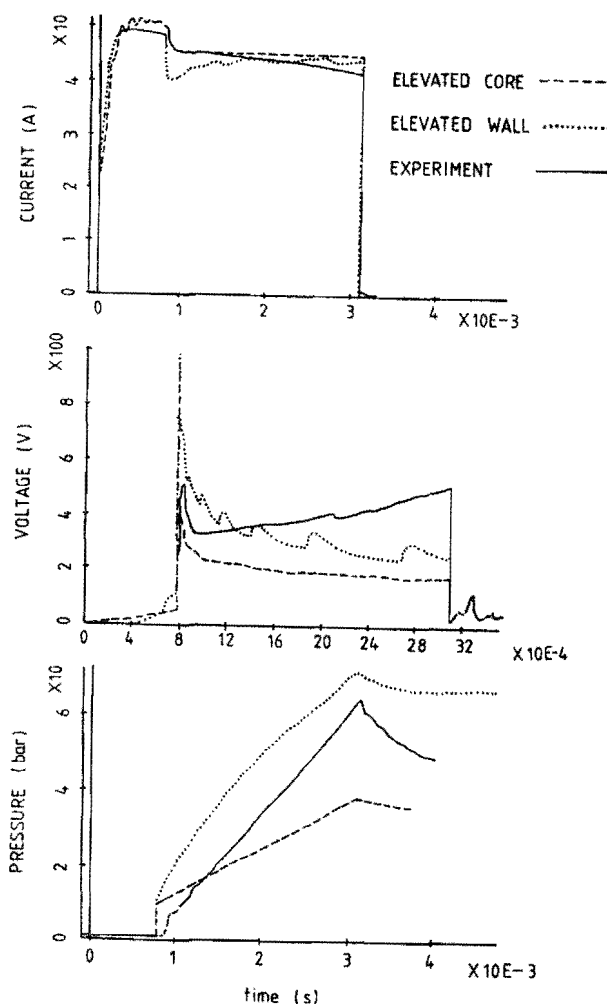 X10
4
3
2
1
0
CURRENT (A)
0
1
2
3
4
X10E-3
ELEVATED CORE
ELEVATED WALL
EXPERIMENT
X100
8
6
4
2
0
VOLTAGE (V)
0
4
8
12
16
20
24
28
32
X10E-4
X10
6
4
2
0
PRESSURE (bar)
0
1
2
3
4
X10E-3
time (s)